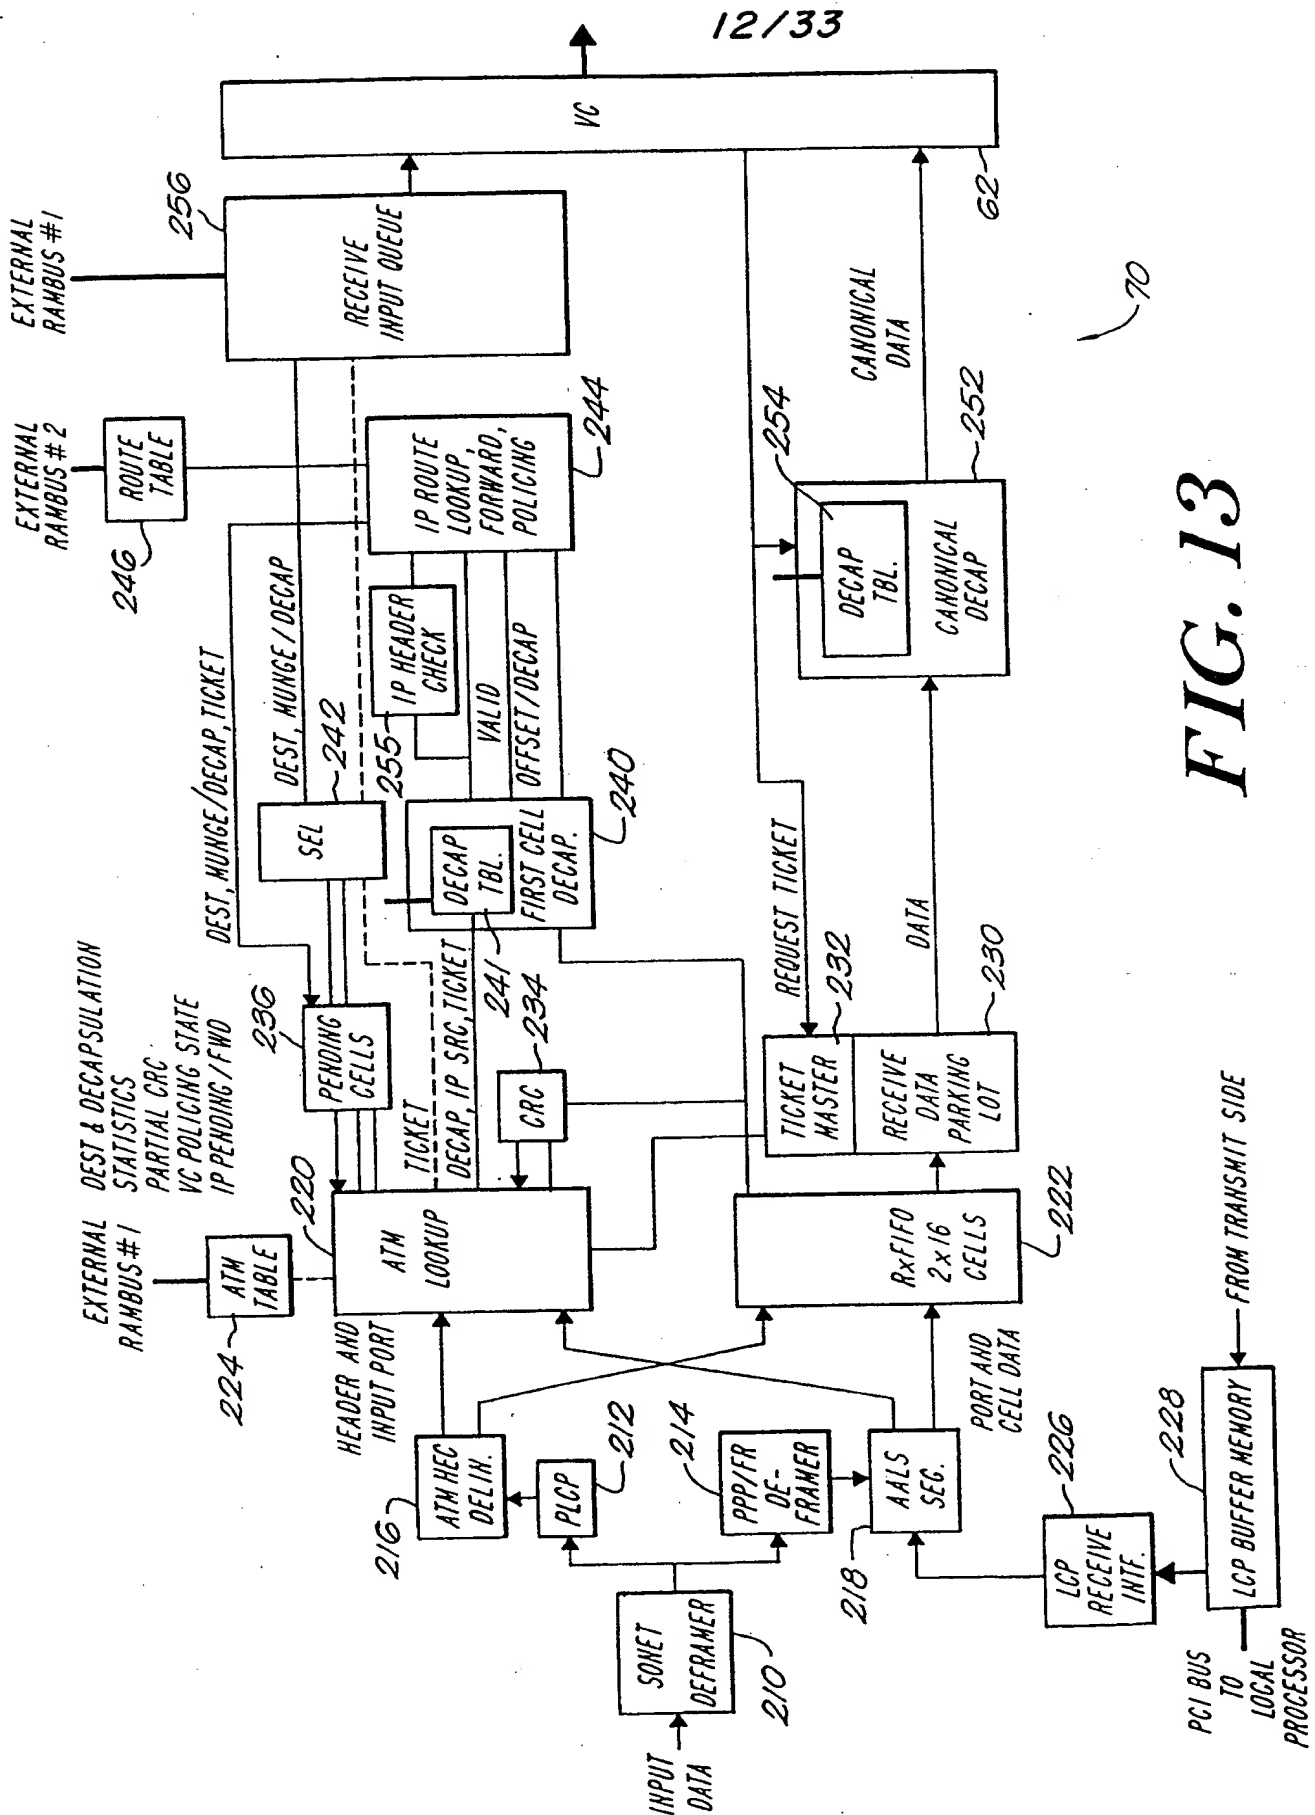 12/33
EXTERNAL
RAMBUS #1
DEST & DECAPSULATION
STATISTICS
PARTIAL CRC
VC POLICING STATE
IP PENDING/FWD
EXTERNAL
RAMBUS # 2
EXTERNAL
RAMBUS #1
224
ATM
TABLE
246
ROUTE
TABLE
256
RECEIVE
INPUT QUEUE
VC
62
DEST, MUNGE/DECAP, TICKET
DEST, MUNGE/DECAP
236
PENDING
CELLS
SEL
242
220
ATM
LOOKUP
HEADER AND
INPUT PORT
TICKET
DECAP, IP SRC, TICKET
CRC
234
241
DECAP
TBL.
FIRST CELL
DECAP.
240
255
IP HEADER
CHECK
VALID
OFFSET/DECAP
IP ROUTE
LOOKUP,
FORWARD,
POLICING
244
216
ATM HEC
DELIN.
PLCP
212
214
PPP/FR
DE-
FRAMER
INPUT
DATA
SONET
DEFRAMER
210
218
AALS
SEG.
PORT AND
CELL DATA
RxFIFO
2x16
CELLS
222
REQUEST TICKET
TICKET
MASTER
232
RECEIVE
DATA
PARKING
LOT
230
DATA
254
DECAP
TBL.
CANONICAL
DECAP
252
CANONICAL
DATA
70
226
LCP
RECEIVE
INTF.
228
LCP BUFFER MEMORY
FROM TRANSMIT SIDE
PCI BUS
TO
LOCAL
PROCESSOR
FIG. 13